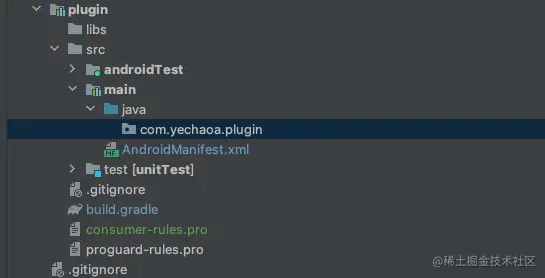 plugin
libs
src
androidTest
main
java
com.yechaoa.plugin
AndroidManifest.xml
MF
test [unitTest]
.gitignore
build.gradle
consumer-rules.pro
proguard-rules.pro
.gitignore
@稀土掘金技术社区